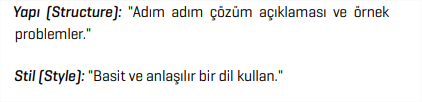 Yapı (Structure): "Adım adım çözüm açıklaması ve örnek
problemler."
Stil (Style): "Basit ve anlaşılır bir dil kullan."